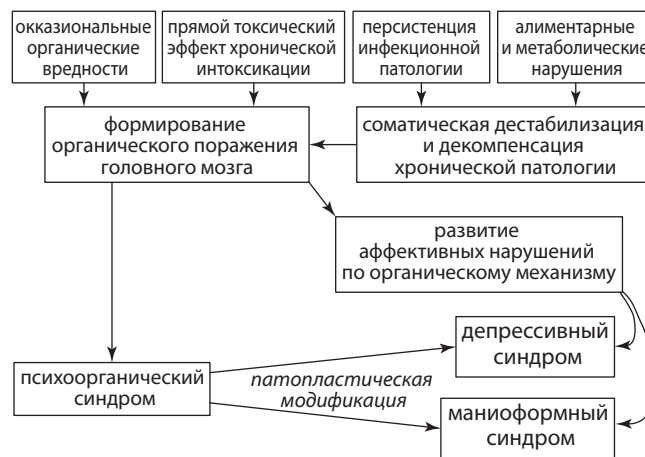 окказиональные
органические
вредности
прямой токсический
эффект хронической
интоксикации
персистенция
инфекционной
патологии
алиментарные
и метаболические
нарушения
формирование
органического поражения
головного мозга
соматическая дестабилизация
и декомпенсация
хронической патологии
развитие
аффективных нарушений
по органическому механизму
депрессивный
синдром
психоорганический
синдром
патопластическая
модификация
маниоформный
синдром